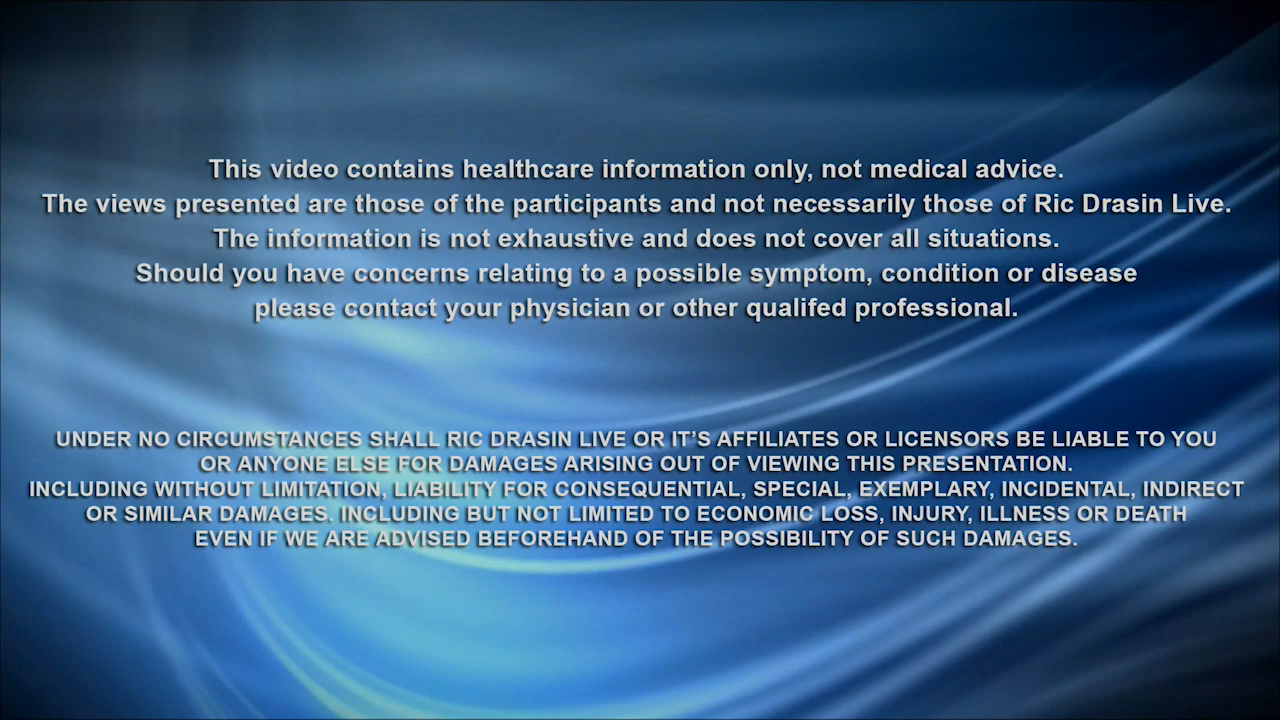 This video contains healthcare information only, not medical advice.
The views presented are those of the participants and not necessarily those of Ric Drasin Live.
The information is not exhaustive and does not cover all situations.
Should you have concerns relating to a possible symptom, condition or disease
please contact your physician or other qualifed professional.
UNDER NO CIRCUMSTANCES SHALL RIC DRASIN LIVE OR IT’S AFFILIATES OR LICENSORS BE LIABLE TO YOU
OR ANYONE ELSE FOR DAMAGES ARISING OUT OF VIEWING THIS PRESENTATION.
INCLUDING WITHOUT LIMITATION, LIABILITY FOR CONSEQUENTIAL, SPECIAL, EXEMPLARY, INCIDENTAL, INDIRECT
OR SIMILAR DAMAGES. INCLUDING BUT NOT LIMITED TO ECONOMIC LOSS, INJURY, ILLNESS OR DEATH
EVEN IF WE ARE ADVISED BEFOREHAND OF THE POSSIBILITY OF SUCH DAMAGES.